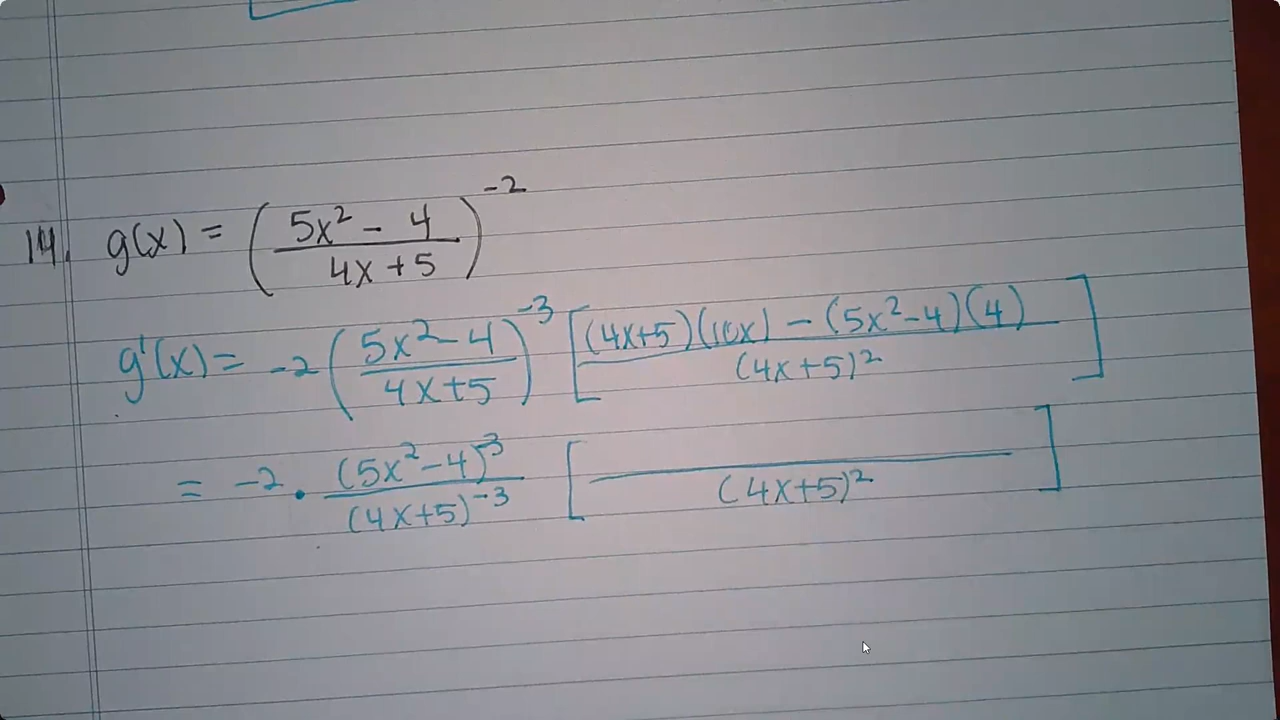 14. g(x) = ( (5x² - 4) / (4x + 5) )⁻²
g'(x) = -2 ( (5x² - 4) / (4x + 5) )⁻³ [ ( (4x+5)(10x) - (5x²-4)(4) ) / (4x+5)² ]
= -2 · (5x² - 4)⁻³ / (4x+5)⁻³ [ / (4x+5)² ]